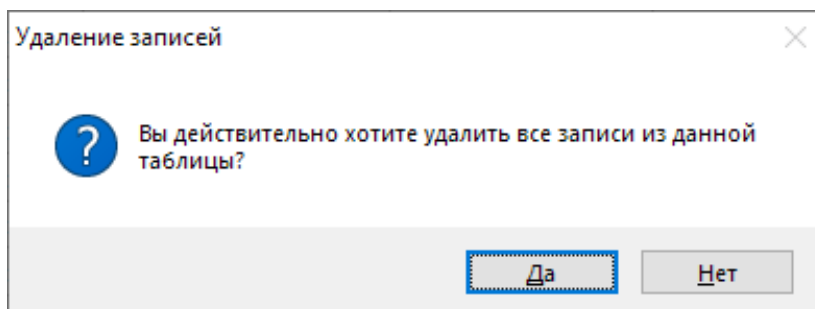 Удаление записей
Вы действительно хотите удалить все записи из данной
таблицы?
Да
Нет